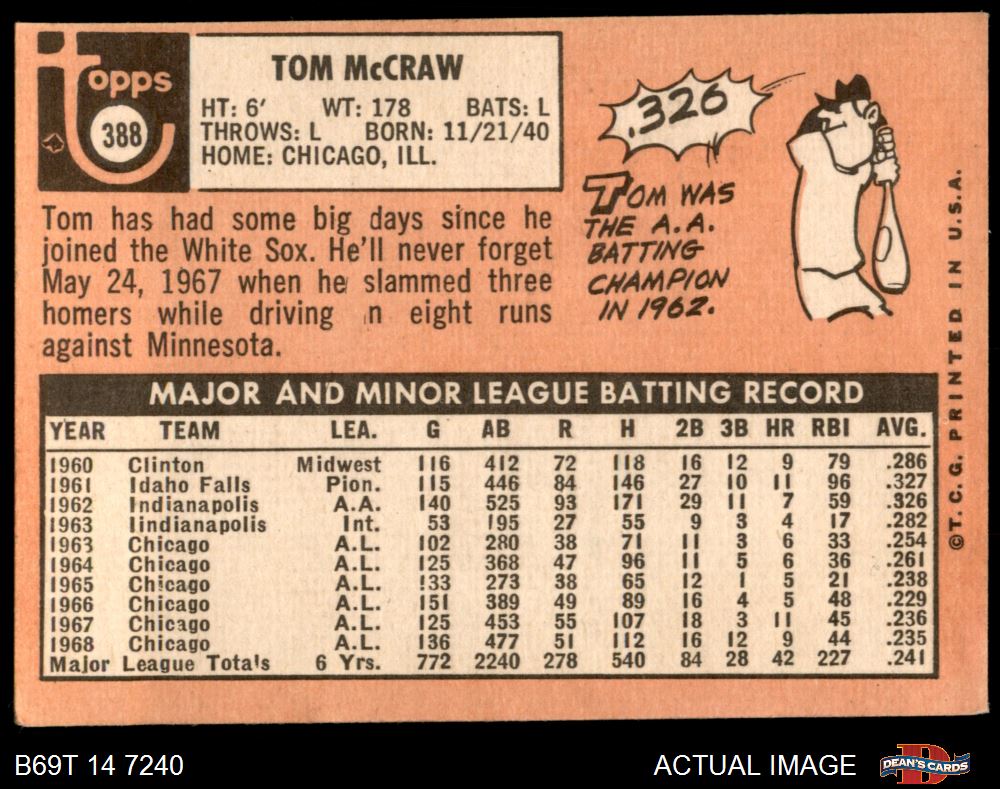 Topps
388
TOM McCRAW
HT: 6' WT: 178 BATS: L
THROWS: L BORN: 11/21/40
HOME: CHICAGO, ILL.
Tom has had some big days since he
joined the White Sox. He'll never forget
May 24, 1967 when he slammed three
homers while driving n eight runs
against Minnesota.
.326
TOM WAS
THE A.A.
BATTING
CHAMPION
IN 1962.
MAJOR AND MINOR LEAGUE BATTING RECORD
YEAR TEAM LEA. G AB R H 2B 3B HR RBI AVG.
1960 Clinton Midwest 116 412 72 118 16 12 9 79 .286
1961 Idaho Falls Pion. 115 446 84 146 27 10 11 96 .327
1962 Indianapolis A.A. 140 525 93 171 29 11 7 59 .326
1963 Iindianapolis Int. 53 195 27 55 9 3 4 17 .282
1963 Chicago A.L. 102 280 38 71 11 3 6 33 .254
1964 Chicago A.L. 125 368 47 96 11 5 6 36 .261
1965 Chicago A.L. 133 273 38 65 12 1 5 21 .238
1966 Chicago A.L. 151 389 49 89 16 4 5 48 .229
1967 Chicago A.L. 125 453 55 107 18 3 11 45 .236
1968 Chicago A.L. 136 477 51 112 16 12 9 44 .235
Major League Totals 6 Yrs. 772 2240 278 540 84 28 42 227 .241
©T.C.G. PRINTED IN U.S.A.
B69T 14 7240
ACTUAL IMAGE
DEAN'S CARDS